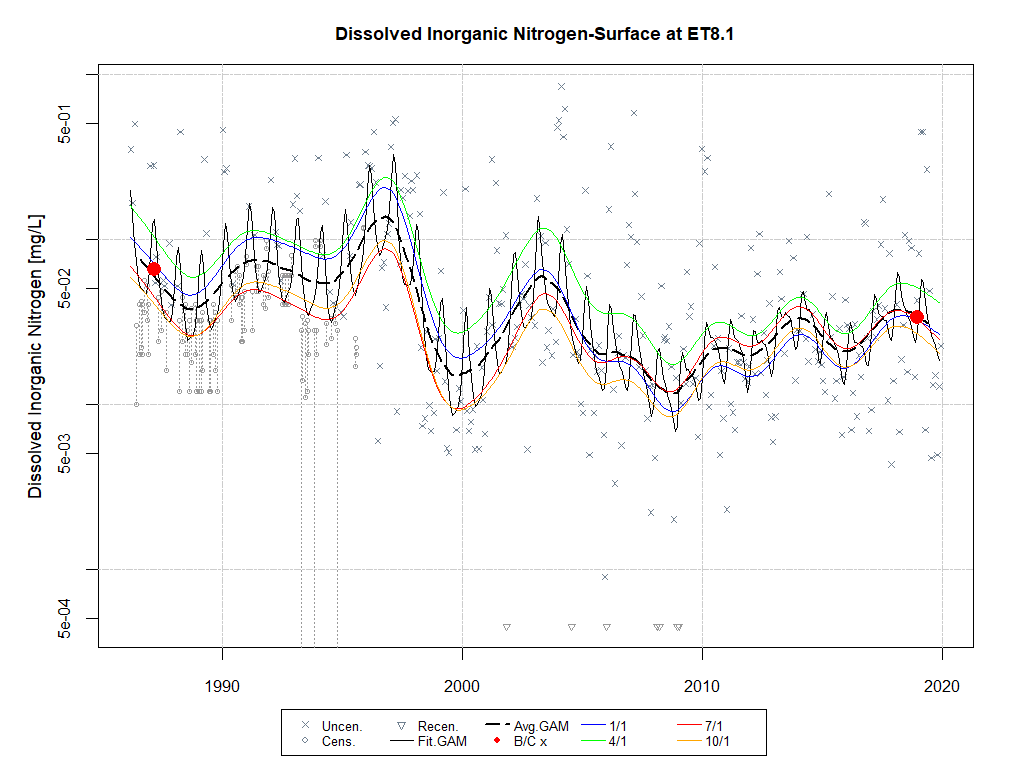 Dissolved Inorganic Nitrogen-Surface at ET8.1
Dissolved Inorganic Nitrogen [mg/L]
5e-01
5e-02
5e-03
5e-04
1990 2000 2010 2020
Uncen. Recen. Avg.GAM 1/1 7/1
Cens. Fit.GAM B/C x 4/1 10/1